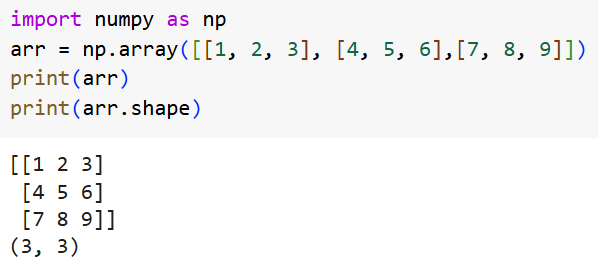 import numpy as np
arr = np.array([[1, 2, 3], [4, 5, 6],[7, 8, 9]])
print(arr)
print(arr.shape)
[[1 2 3]
 [4 5 6]
 [7 8 9]]
(3, 3)